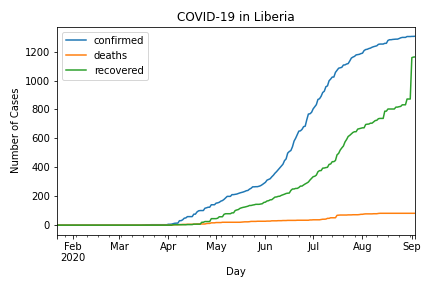 COVID-19 in Liberia
confirmed
deaths
recovered
Number of Cases
1200
1000
800
600
400
200
0
Feb Mar Apr May Jun Jul Aug Sep
2020
Day